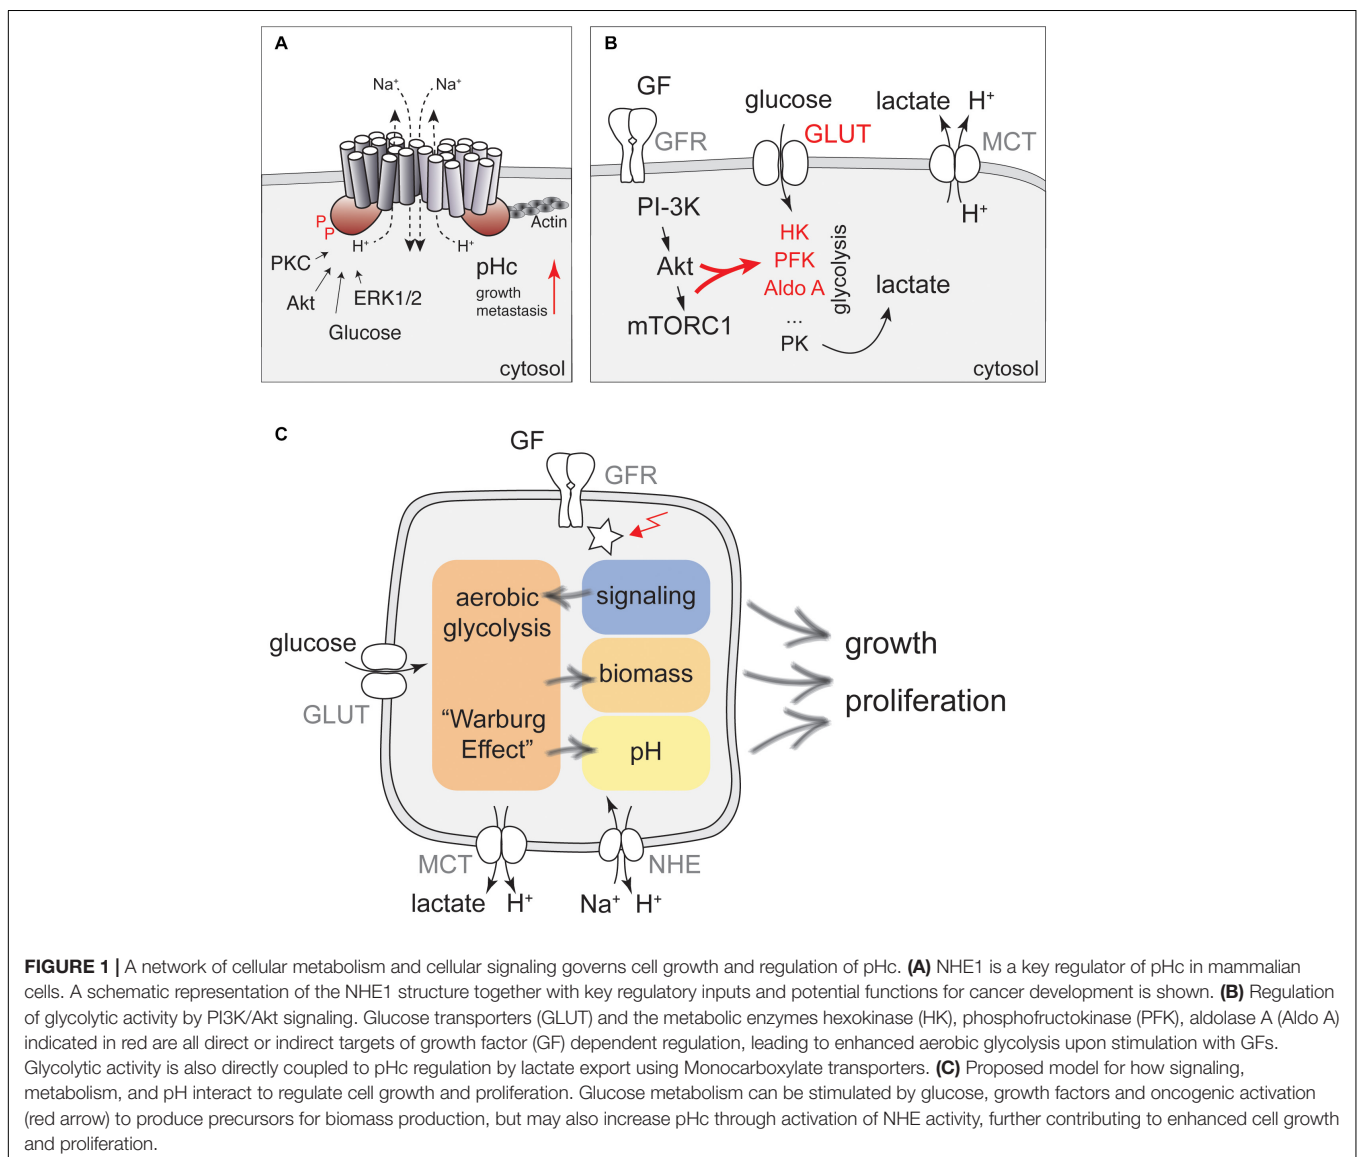 A
Na⁺ Na⁺
P
P
H⁺ H⁺
Actin
PKC
Akt
ERK1/2
Glucose
pHc
growth
metastasis
cytosol
B
GF
GFR
glucose
GLUT
lactate H⁺
MCT
H⁺
PI-3K
Akt
mTORC1
HK
PFK
Aldo A
...
PK
glycolysis
lactate
cytosol
C
GF
GFR
glucose
GLUT
aerobic
glycolysis
“Warburg
Effect”
signaling
biomass
pH
growth
proliferation
MCT
NHE
lactate H⁺
Na⁺ H⁺
FIGURE 1 | A network of cellular metabolism and cellular signaling governs cell growth and regulation of pHc. (A) NHE1 is a key regulator of pHc in mammalian
cells. A schematic representation of the NHE1 structure together with key regulatory inputs and potential functions for cancer development is shown. (B) Regulation
of glycolytic activity by PI3K/Akt signaling. Glucose transporters (GLUT) and the metabolic enzymes hexokinase (HK), phosphofructokinase (PFK), aldolase A (Aldo A)
indicated in red are all direct or indirect targets of growth factor (GF) dependent regulation, leading to enhanced aerobic glycolysis upon stimulation with GFs.
Glycolytic activity is also directly coupled to pHc regulation by lactate export using Monocarboxylate transporters. (C) Proposed model for how signaling,
metabolism, and pH interact to regulate cell growth and proliferation. Glucose metabolism can be stimulated by glucose, growth factors and oncogenic activation
(red arrow) to produce precursors for biomass production, but may also increase pHc through activation of NHE activity, further contributing to enhanced cell growth
and proliferation.